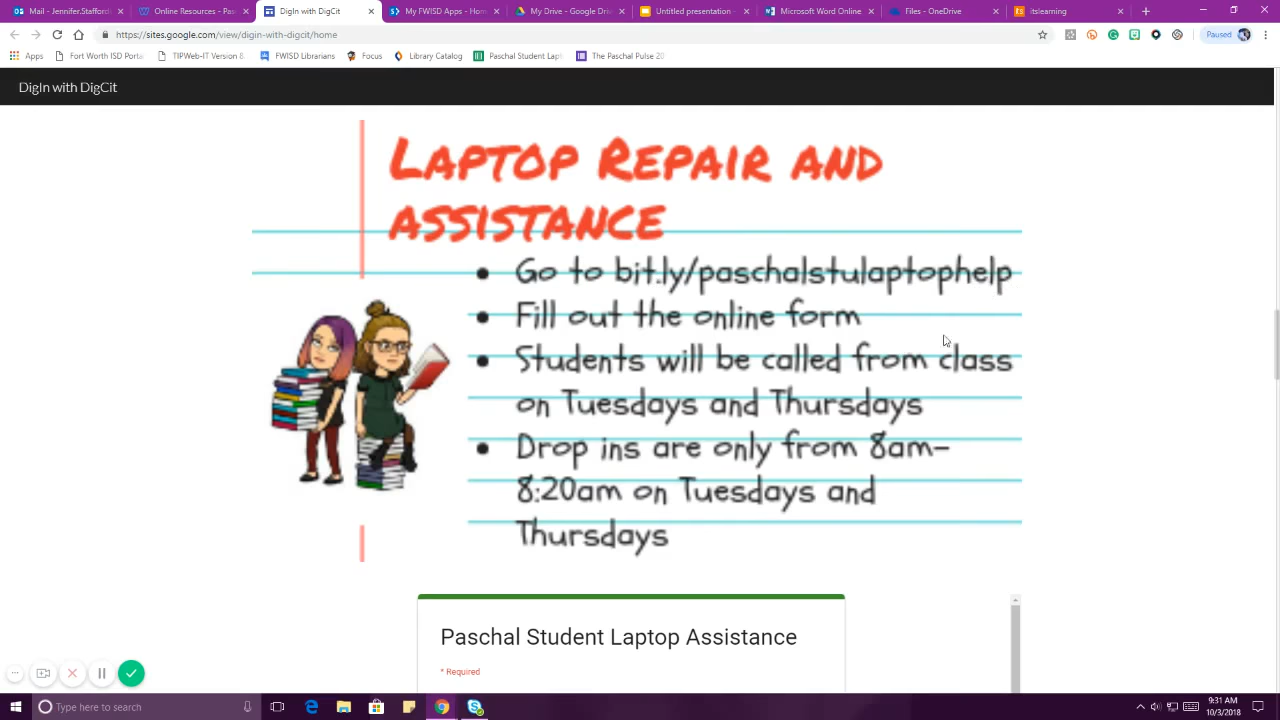 Mail - Jennifer.Stafford
Online Resources - Pas
DigIn with DigCit
My FWISD Apps - Hom
My Drive - Google Driv
Untitled presentation -
Microsoft Word Online
Files - OneDrive
itslearning
https://sites.google.com/view/digin-with-digcit/home
Paused
Apps
Fort Worth ISD Porta
TIPWeb-IT Version 8.
FWISD Librarians
Focus
Library Catalog
Paschal Student Lapt
The Paschal Pulse 20
DigIn with DigCit
Laptop Repair and
assistance
• Go to bit.ly/paschalstulaptophelp
• Fill out the online form
• Students will be called from class
on Tuesdays and Thursdays
• Drop ins are only from 8am-
8:20am on Tuesdays and
Thursdays
Paschal Student Laptop Assistance
* Required
Type here to search
9:31 AM
10/3/2018